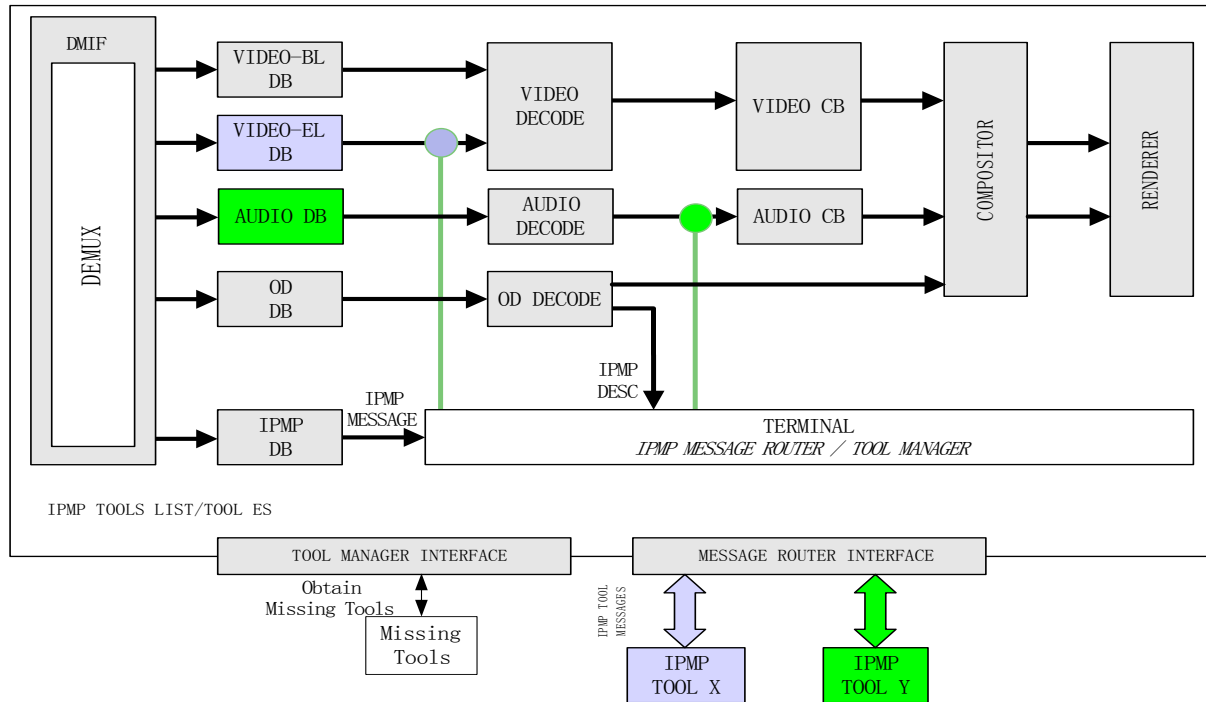 DMIF
DEMUX
VIDEO-BL
DB
VIDEO-EL
DB
AUDIO DB
OD
DB
IPMP
DB
VIDEO
DECODE
AUDIO
DECODE
OD DECODE
VIDEO CB
AUDIO CB
COMPOSITOR
RENDERER
IPMP
DESC
IPMP
MESSAGE
TERMINAL
IPMP MESSAGE ROUTER / TOOL MANAGER
IPMP TOOLS LIST/TOOL ES
TOOL MANAGER INTERFACE
MESSAGE ROUTER INTERFACE
Obtain
Missing Tools
Missing
Tools
IPMP TOOL
MESSAGES
IPMP
TOOL X
IPMP
TOOL Y